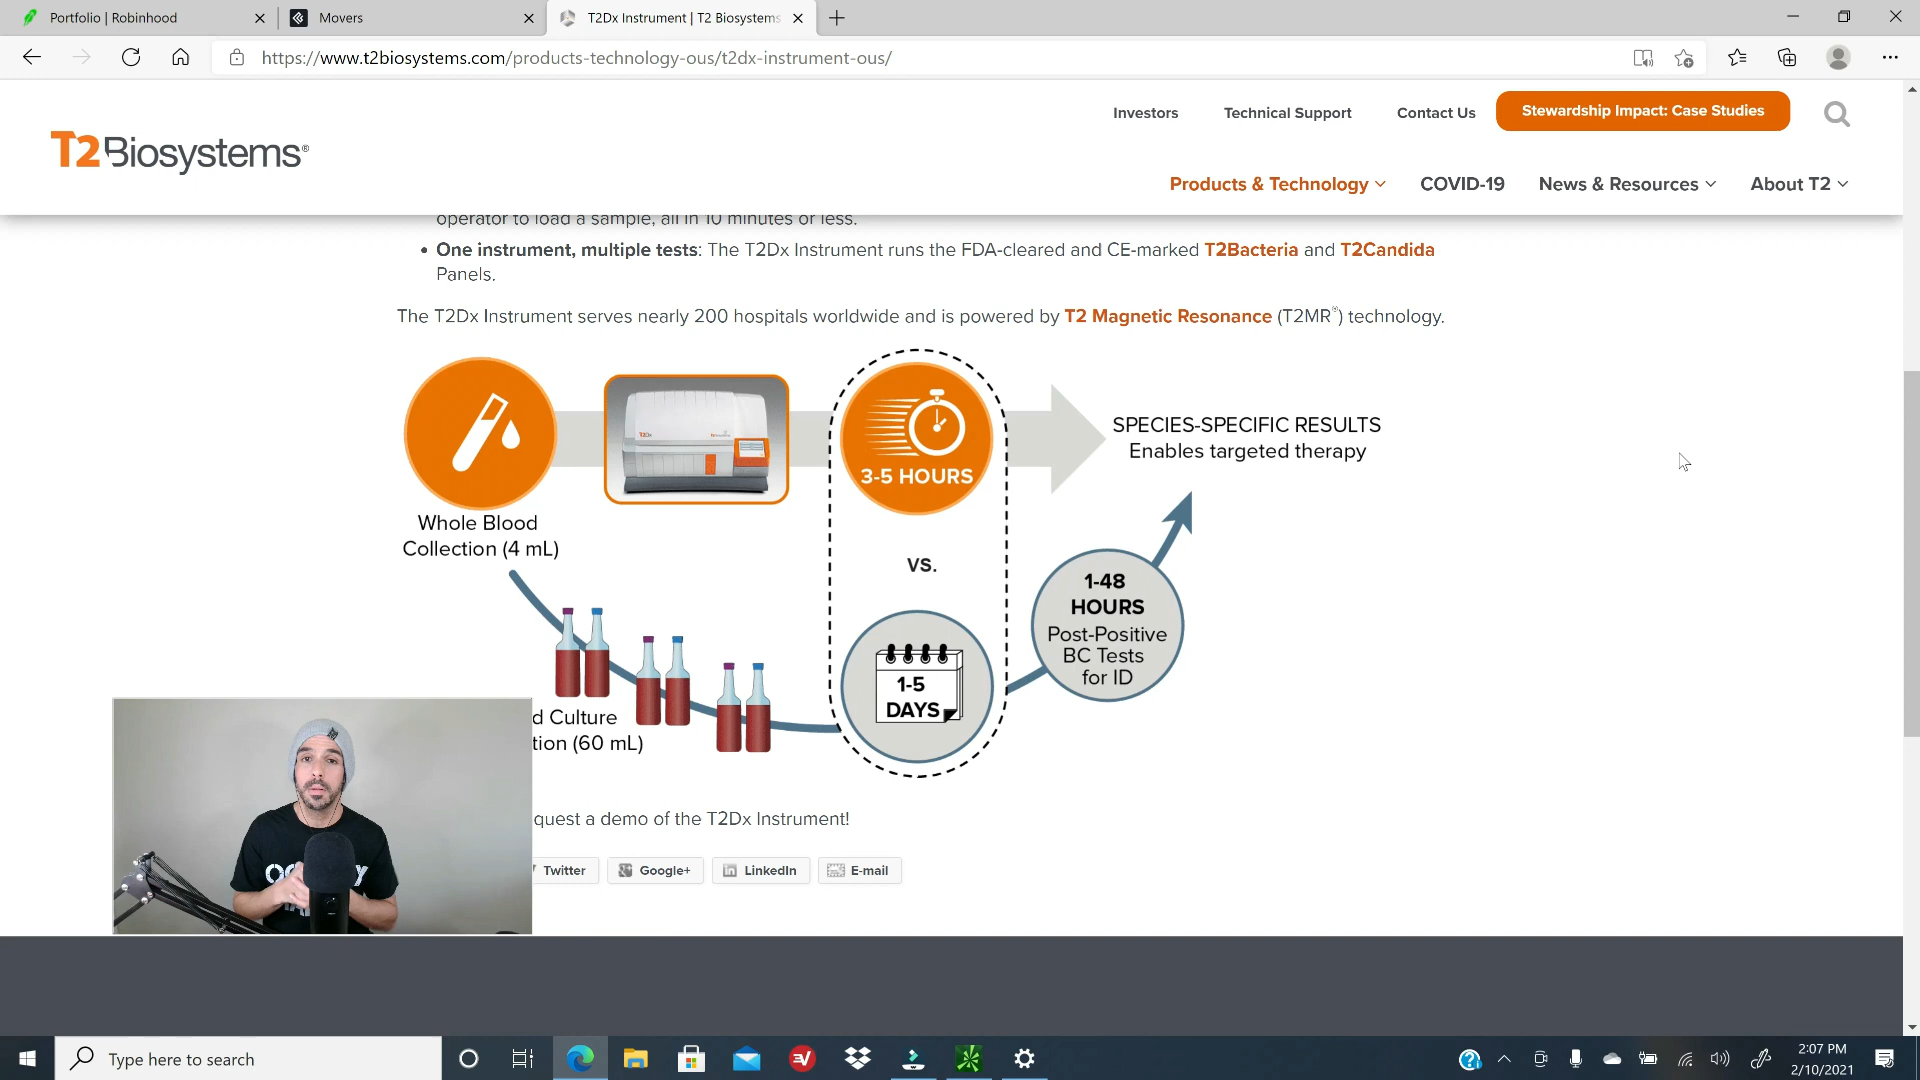 Portfolio | Robinhood
Movers
T2Dx Instrument | T2 Biosystems
https://www.t2biosystems.com/products-technology-ous/t2dx-instrument-ous/
Investors
Technical Support
Contact Us
Stewardship Impact: Case Studies
T2Biosystems®
Products & Technology
COVID-19
News & Resources
About T2
operator to load a sample, all in 10 minutes or less.
• One instrument, multiple tests: The T2Dx Instrument runs the FDA-cleared and CE-marked T2Bacteria and T2Candida
Panels.
The T2Dx Instrument serves nearly 200 hospitals worldwide and is powered by T2 Magnetic Resonance (T2MR®) technology.
T2Dx
3-5 HOURS
SPECIES-SPECIFIC RESULTS
Enables targeted therapy
Whole Blood
Collection (4 mL)
VS.
1-5
DAYS
1-48
HOURS
Post-Positive
BC Tests
for ID
d Culture
tion (60 mL)
quest a demo of the T2Dx Instrument!
Twitter
Google+
LinkedIn
E-mail
Type here to search
2:07 PM
2/10/2021